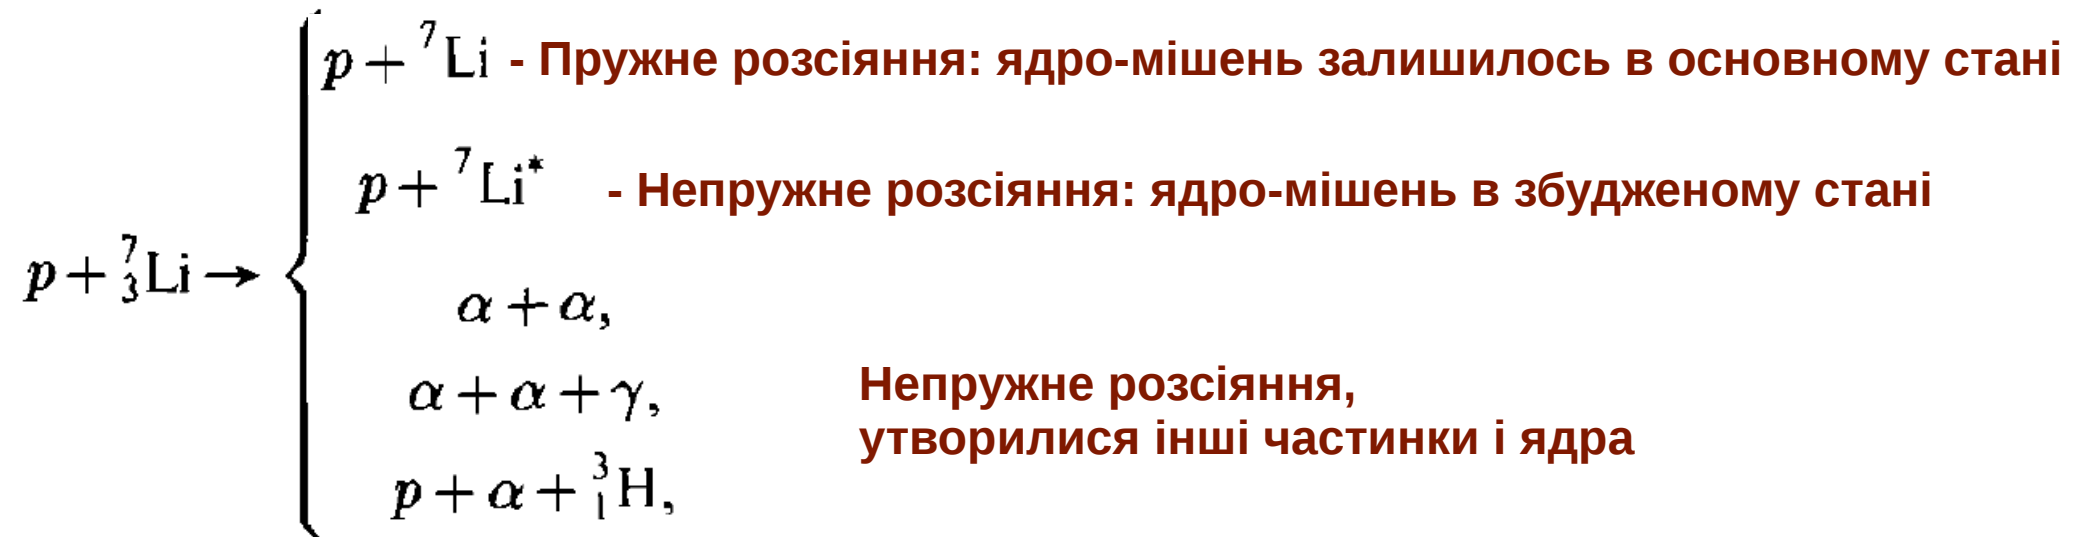 p + ⁷Li - Пружне розсіяння: ядро-мішень залишилось в основному стані
p + ⁷Li* - Непружне розсіяння: ядро-мішень в збудженому стані
p + ⁷₃Li → {
α + α,
α + α + γ,
Непружне розсіяння,
утворилися інші частинки і ядра
p + α + ³₁H,